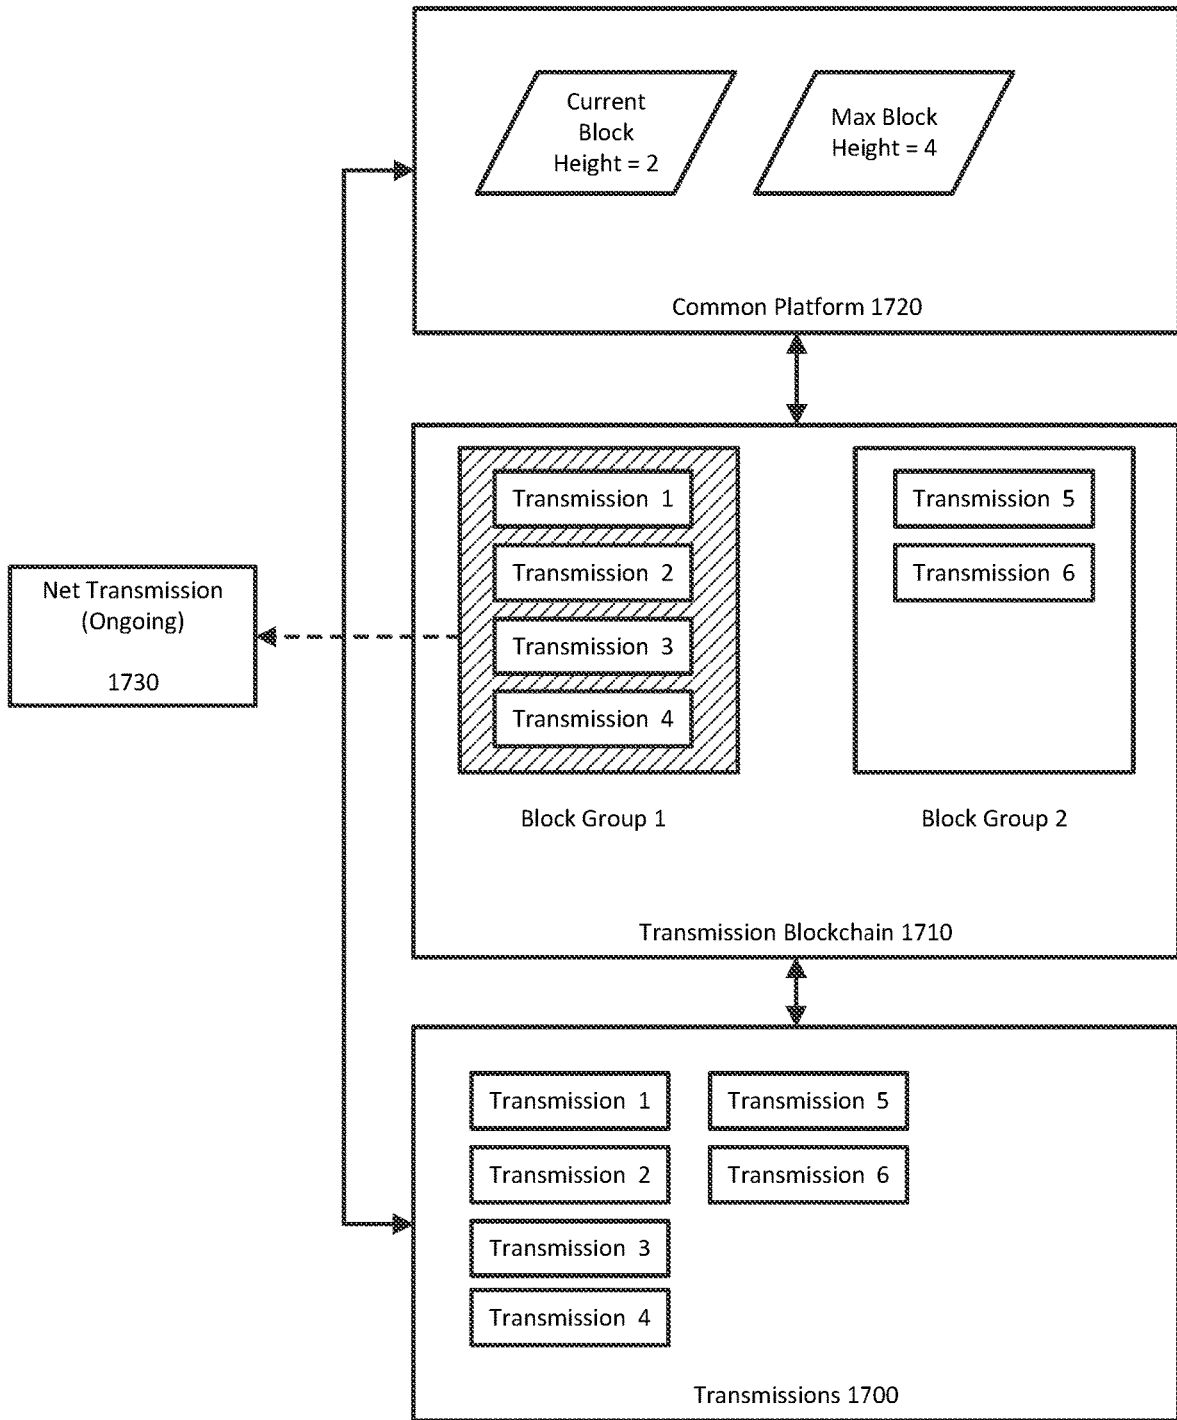 Current
Block
Height = 2
Max Block
Height = 4
Common Platform 1720
Transmission 1
Transmission 2
Transmission 3
Transmission 4
Block Group 1
Transmission 5
Transmission 6
Block Group 2
Transmission Blockchain 1710
Net Transmission
(Ongoing)
1730
Transmission 1
Transmission 2
Transmission 3
Transmission 4
Transmission 5
Transmission 6
Transmissions 1700